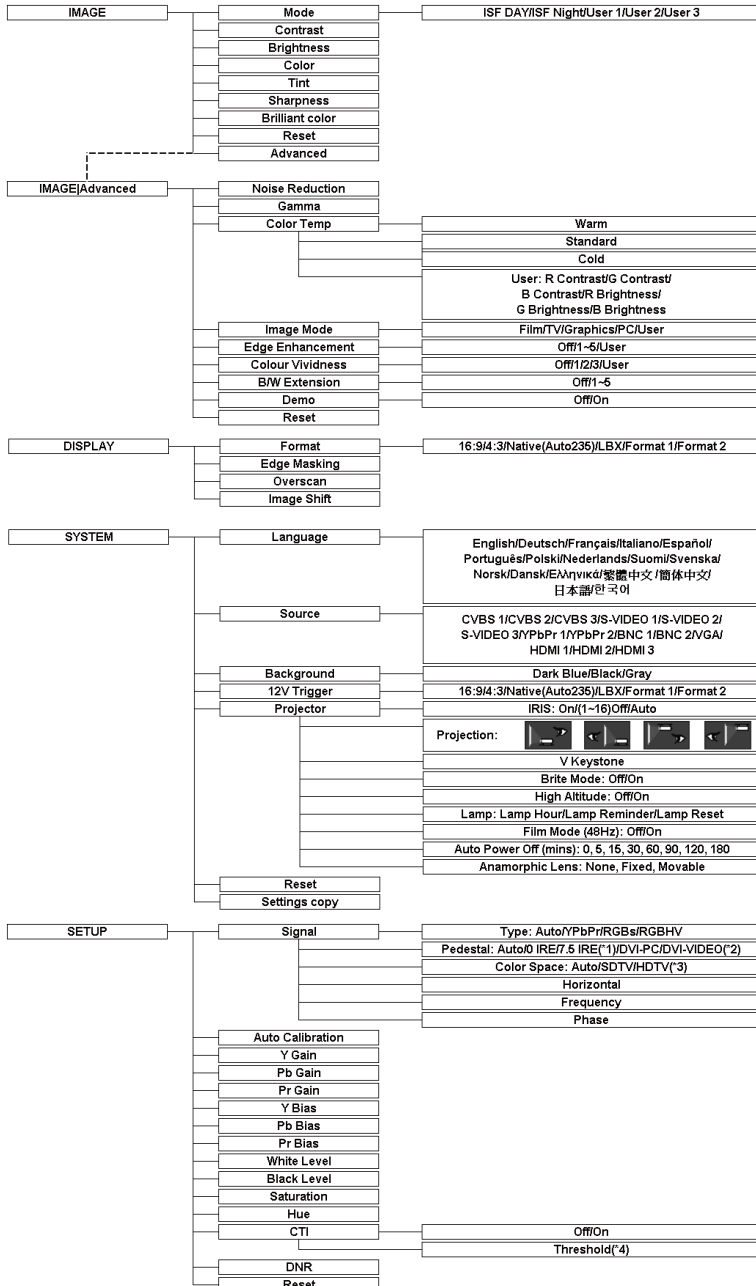 IMAGE
Mode
ISF DAY/ISF Night/User 1/User 2/User 3
Contrast
Brightness
Color
Tint
Sharpness
Brilliant color
Reset
Advanced
IMAGE|Advanced
Noise Reduction
Gamma
Color Temp
Warm
Standard
Cold
User: R Contrast/G Contrast/
B Contrast/R Brightness/
G Brightness/B Brightness
Image Mode
Film/TV/Graphics/PC/User
Edge Enhancement
Off/1~5/User
Colour Vividness
Off/1/2/3/User
B/W Extension
Off/1~5
Demo
Off/On
Reset
DISPLAY
Format
16:9/4:3/Native(Auto235)/LBX/Format 1/Format 2
Edge Masking
Overscan
Image Shift
SYSTEM
Language
English/Deutsch/Français/Italiano/Español/
Português/Polski/Nederlands/Suomi/Svenska/
Norsk/Dansk/Ελληνικά/繁體中文/簡体中文/
日本語/한국어
Source
CVBS 1/CVBS 2/CVBS 3/S-VIDEO 1/S-VIDEO 2/
S-VIDEO 3/YPbPr 1/YPbPr 2/BNC 1/BNC 2/VGA/
HDMI 1/HDMI 2/HDMI 3
Background
Dark Blue/Black/Gray
12V Trigger
16:9/4:3/Native(Auto235)/LBX/Format 1/Format 2
Projector
IRIS: On/(1~16)Off/Auto
Projection:
V Keystone
Brite Mode: Off/On
High Altitude: Off/On
Lamp: Lamp Hour/Lamp Reminder/Lamp Reset
Film Mode (48Hz): Off/On
Auto Power Off (mins): 0, 5, 15, 30, 60, 90, 120, 180
Anamorphic Lens: None, Fixed, Movable
Reset
Settings copy
SETUP
Signal
Type: Auto/YPbPr/RGBs/RGBHV
Pedestal: Auto/0 IRE/7.5 IRE(*1)/DVI-PC/DVI-VIDEO(*2)
Color Space: Auto/SDTV/HDTV(*3)
Horizontal
Frequency
Phase
Auto Calibration
Y Gain
Pb Gain
Pr Gain
Y Bias
Pb Bias
Pr Bias
White Level
Black Level
Saturation
Hue
CTI
Off/On
Threshold(*4)
DNR
Reset